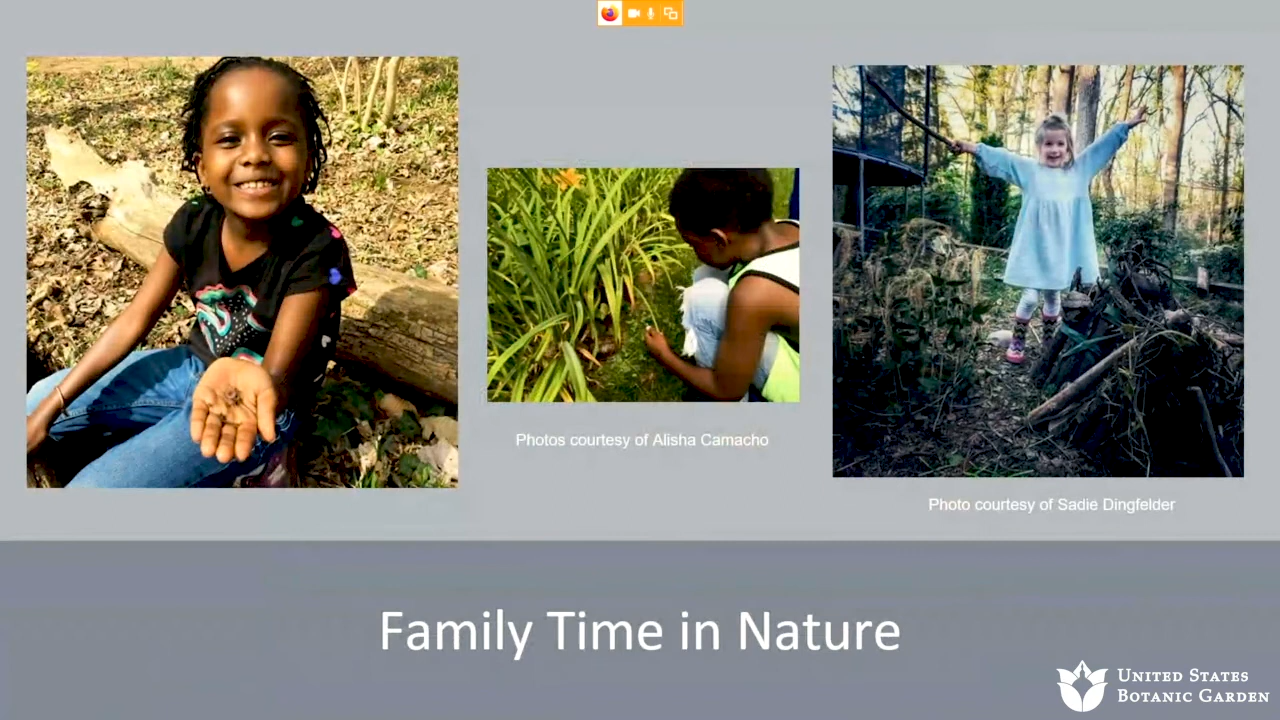 Photos courtesy of Alisha Camacho
Photo courtesy of Sadie Dingfelder
Family Time in Nature
UNITED STATES
BOTANIC GARDEN